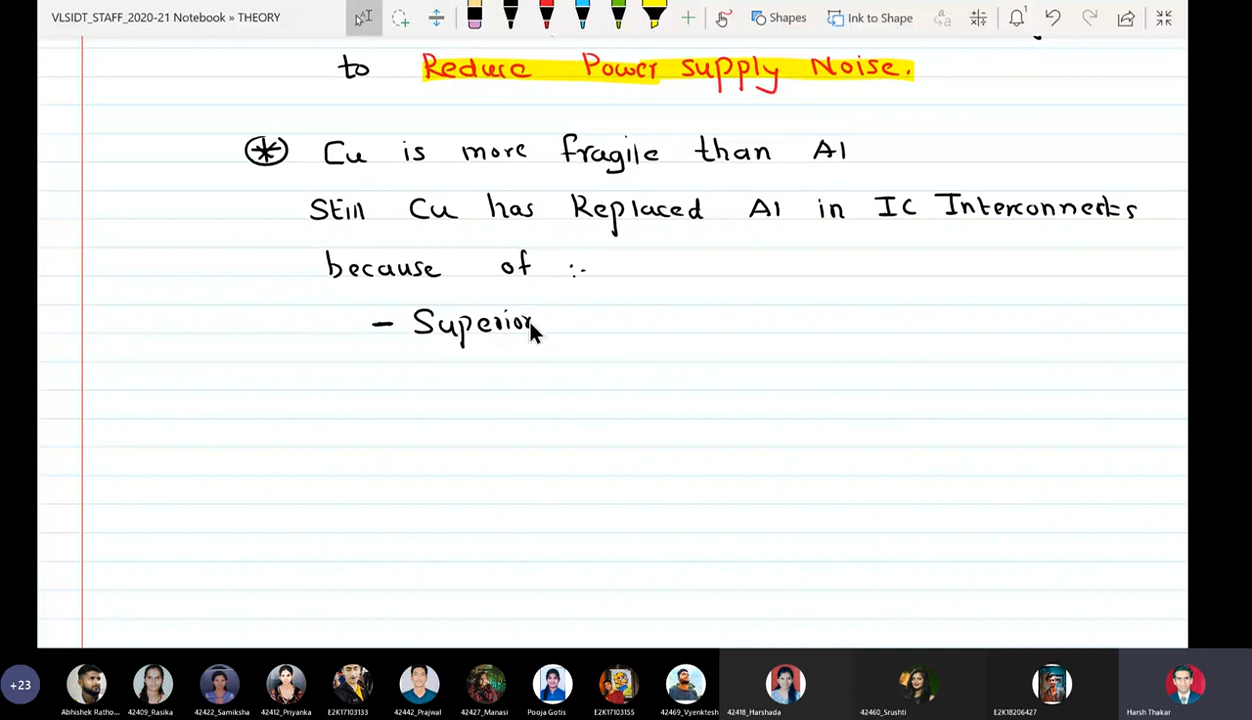 VLSIDT_STAFF_2020-21 Notebook » THEORY
Shapes
Ink to Shape
to Reduce Power supply Noise.
* Cu is more fragile than Al
Still Cu has Replaced Al in IC Interconnects
because of :-
- Superior
+23
Abhishek Ratho...
42409_Rasika
42422_Samiksha
42412_Priyanka
E2K17103133
42442_Prajwal
42427_Manasi
Pooja Gotis
E2K17103155
42469_Vyenktesh
42418_Harshada
42460_Srushti
E2K18206427
Harsh Thakar